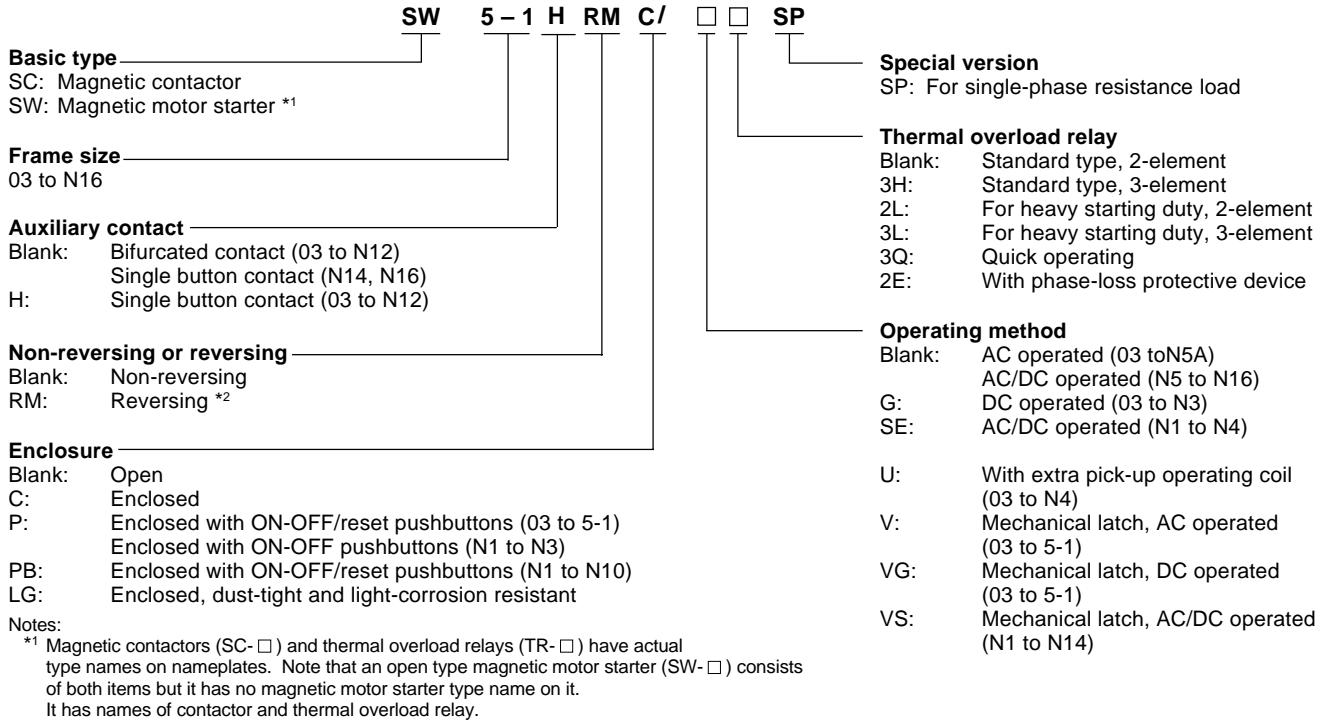 SW 5 – 1 H RM C/ □ □ SP
Basic type
SC: Magnetic contactor
SW: Magnetic motor starter *1
Frame size
03 to N16
Auxiliary contact
Blank: Bifurcated contact (03 to N12)
Single button contact (N14, N16)
H: Single button contact (03 to N12)
Non-reversing or reversing
Blank: Non-reversing
RM: Reversing *2
Enclosure
Blank: Open
C: Enclosed
P: Enclosed with ON-OFF/reset pushbuttons (03 to 5-1)
Enclosed with ON-OFF pushbuttons (N1 to N3)
PB: Enclosed with ON-OFF/reset pushbuttons (N1 to N10)
LG: Enclosed, dust-tight and light-corrosion resistant
Notes:
*1 Magnetic contactors (SC- □ ) and thermal overload relays (TR- □ ) have actual
type names on nameplates. Note that an open type magnetic motor starter (SW- □ ) consists
of both items but it has no magnetic motor starter type name on it.
It has names of contactor and thermal overload relay.
Special version
SP: For single-phase resistance load
Thermal overload relay
Blank: Standard type, 2-element
3H: Standard type, 3-element
2L: For heavy starting duty, 2-element
3L: For heavy starting duty, 3-element
3Q: Quick operating
2E: With phase-loss protective device
Operating method
Blank: AC operated (03 toN5A)
AC/DC operated (N5 to N16)
G: DC operated (03 to N3)
SE: AC/DC operated (N1 to N4)
U: With extra pick-up operating coil
(03 to N4)
V: Mechanical latch, AC operated
(03 to 5-1)
VG: Mechanical latch, DC operated
(03 to 5-1)
VS: Mechanical latch, AC/DC operated
(N1 to N14)